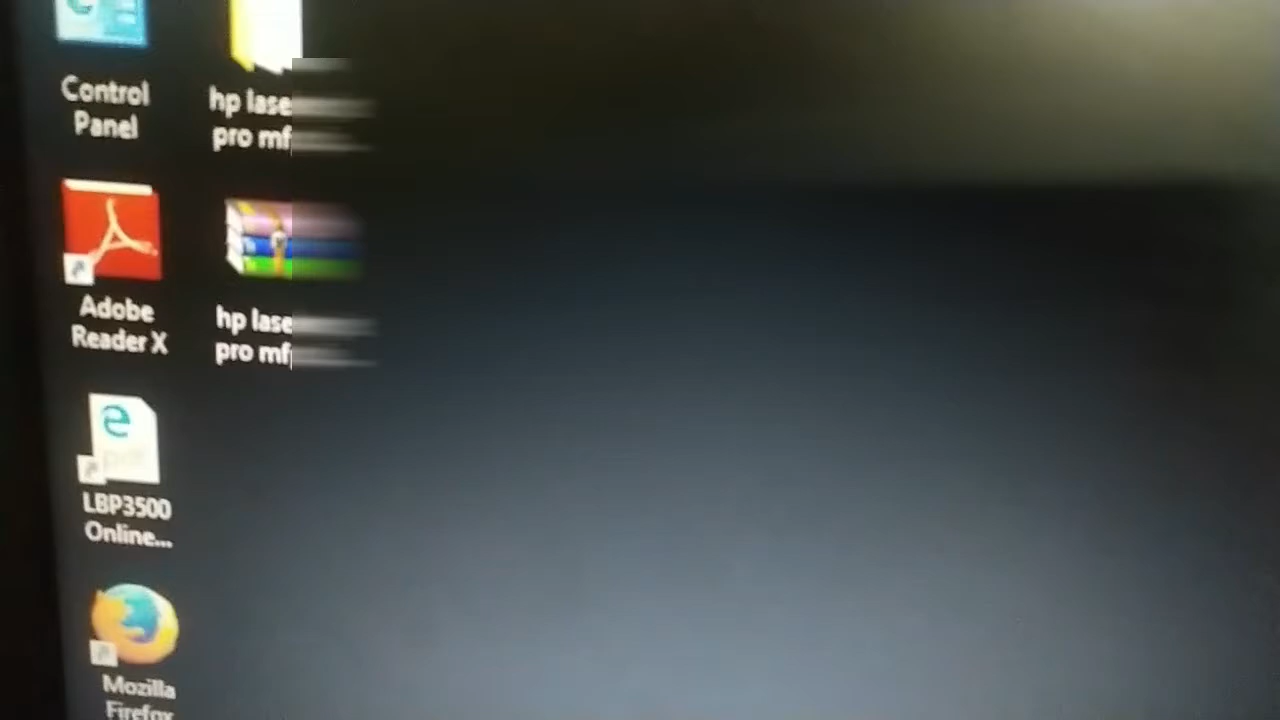 Control
Panel
hp lase
pro mf
Adobe
Reader X
hp lase
pro mf
LBP3500
Online...
Mozilla
Firefox